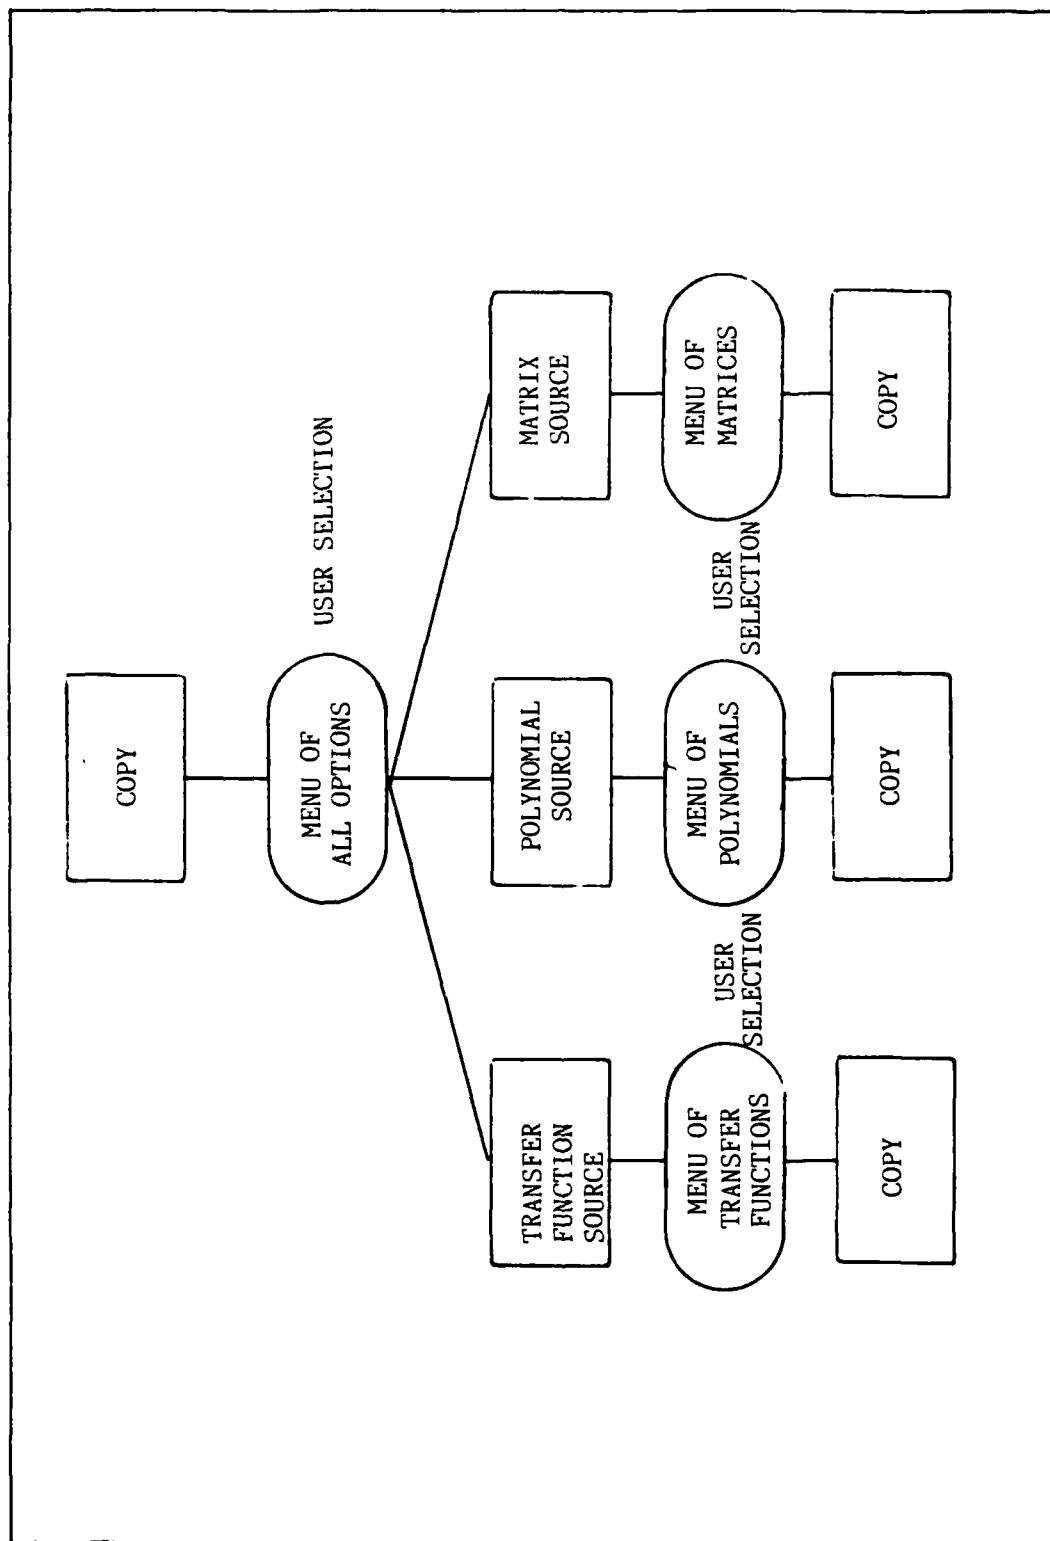 COPY
MENU OF
ALL OPTIONS
USER SELECTION
TRANSFER
FUNCTION
SOURCE
POLYNOMIAL
SOURCE
MATRIX
SOURCE
MENU OF
TRANSFER
FUNCTIONS
USER
SELECTION
MENU OF
POLYNOMIALS
USER
SELECTION
MENU OF
MATRICES
COPY
COPY
COPY